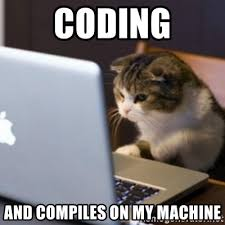 CODING
AND COMPILES ON MY MACHINE